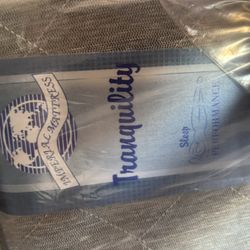 IMPERIAL MATTRESS
Tranquility
Sleep
PERFORMANCE